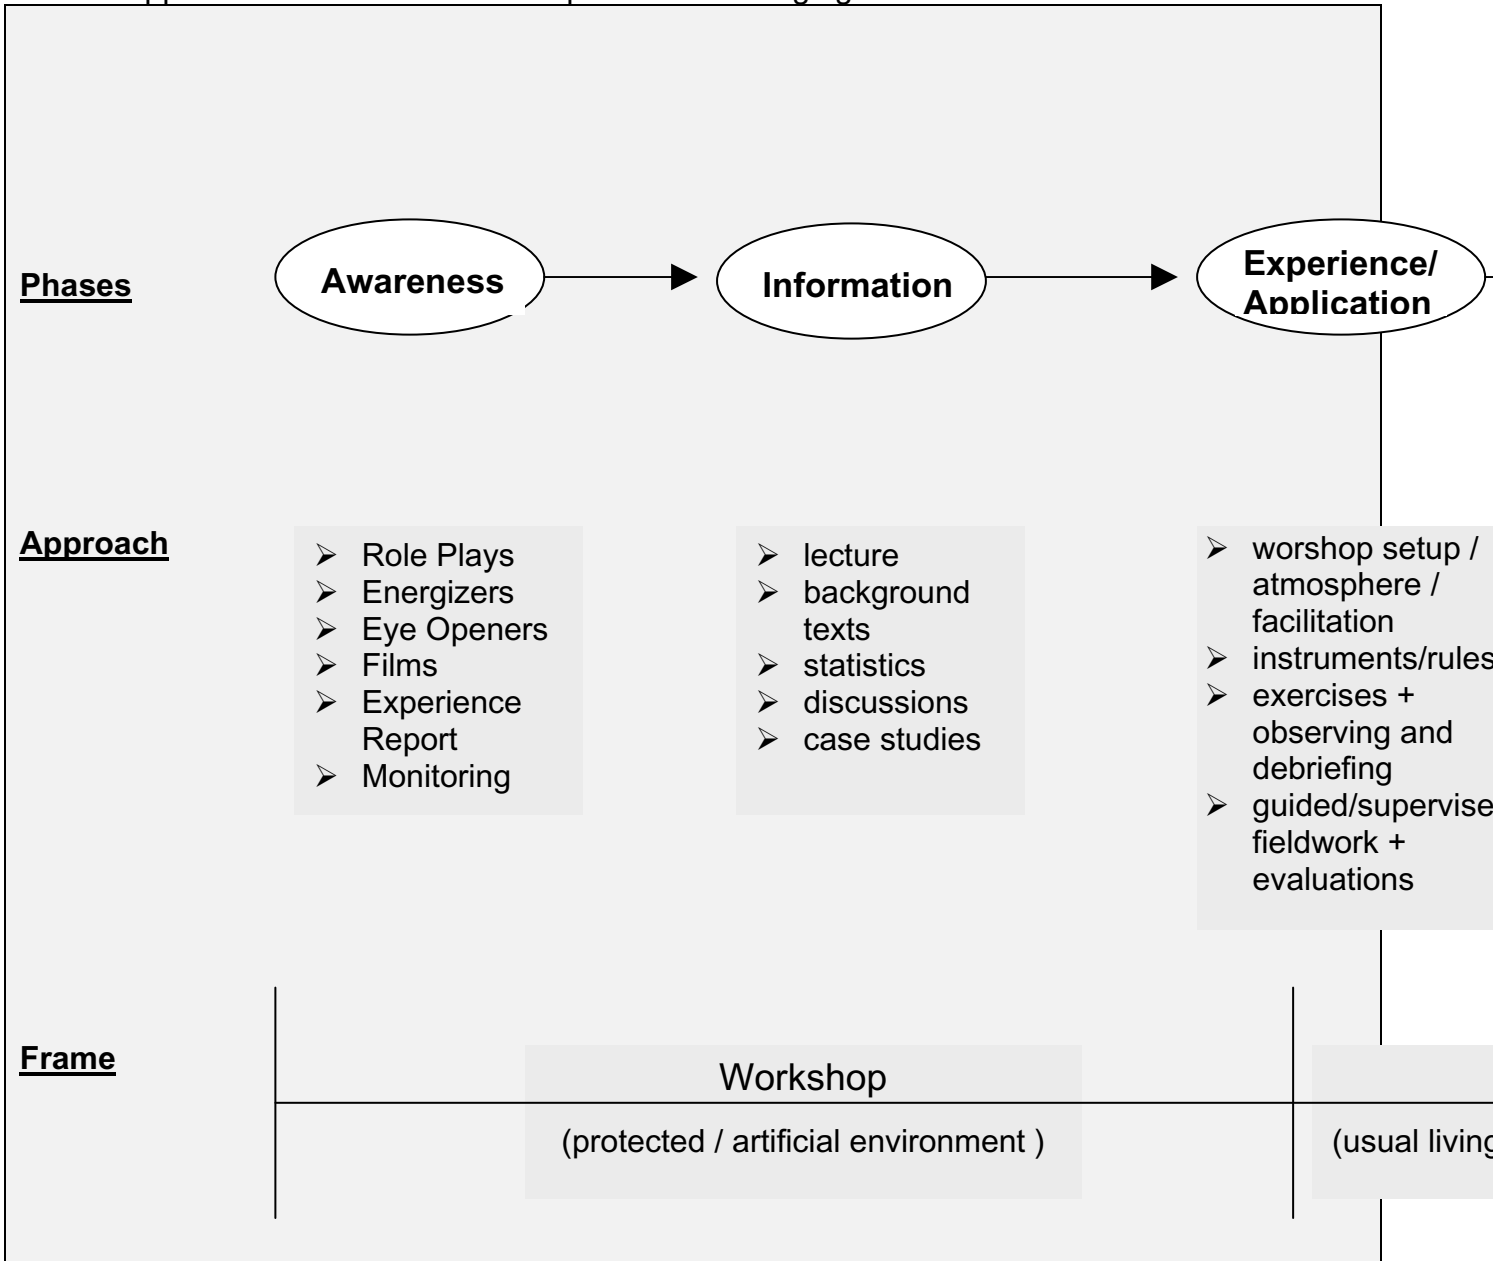 Phases
Awareness
Information
Experience/
Application
Approach
➢ Role Plays
➢ Energizers
➢ Eye Openers
➢ Films
➢ Experience
Report
➢ Monitoring
➢ lecture
➢ background
texts
➢ statistics
➢ discussions
➢ case studies
➢ worshop setup /
atmosphere /
facilitation
➢ instruments/rules
➢ exercises +
observing and
debriefing
➢ guided/supervise
fieldwork +
evaluations
Frame
Workshop
(protected / artificial environment )
(usual living